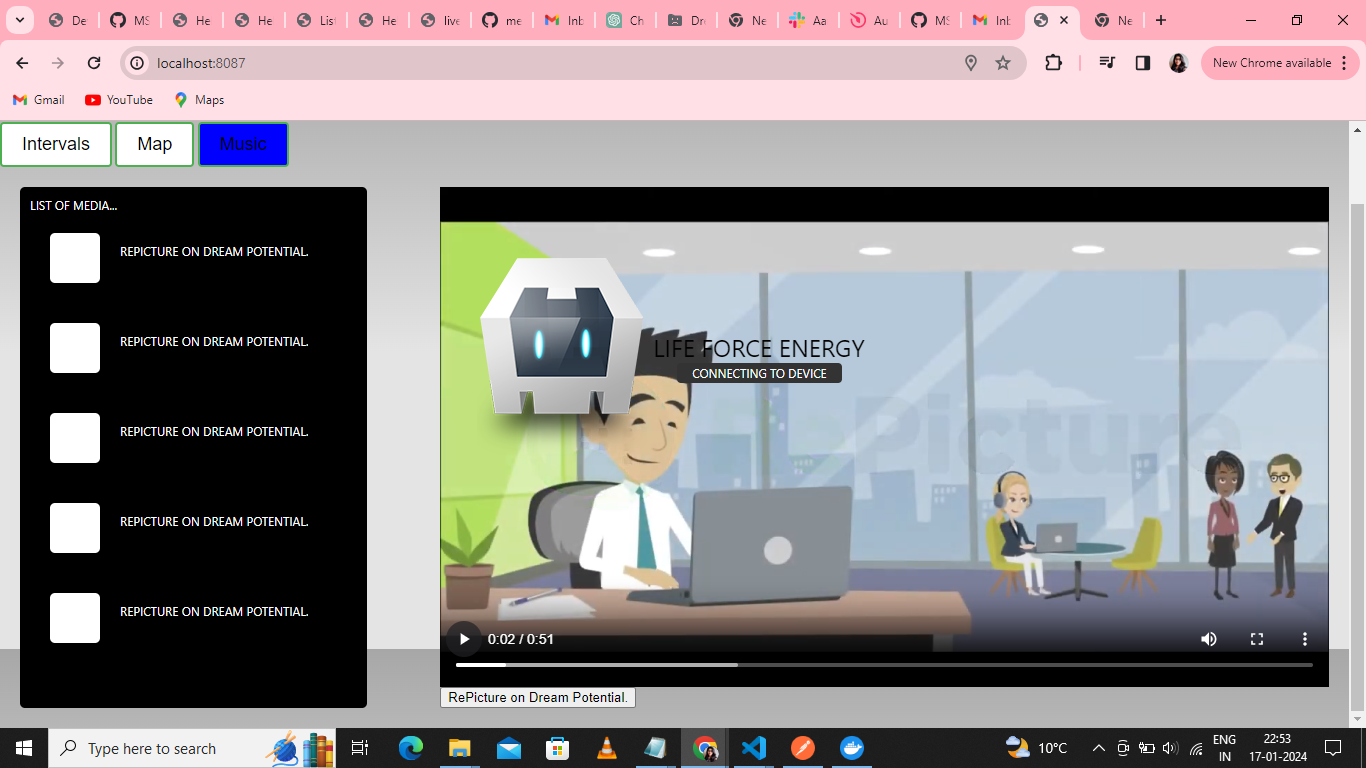 De
MS
He
He
List
He
live
me
Inb
Ch
Dr
Ne
Aa
Au
MS
Inb
Ne
localhost:8087
New Chrome available
Gmail
YouTube
Maps
Intervals
Map
Music
LIST OF MEDIA...
REPICTURE ON DREAM POTENTIAL.
REPICTURE ON DREAM POTENTIAL.
REPICTURE ON DREAM POTENTIAL.
REPICTURE ON DREAM POTENTIAL.
REPICTURE ON DREAM POTENTIAL.
LIFE FORCE ENERGY
CONNECTING TO DEVICE
RePicture
0:02 / 0:51
RePicture on Dream Potential.
Type here to search
10°C
ENG
IN
22:53
17-01-2024